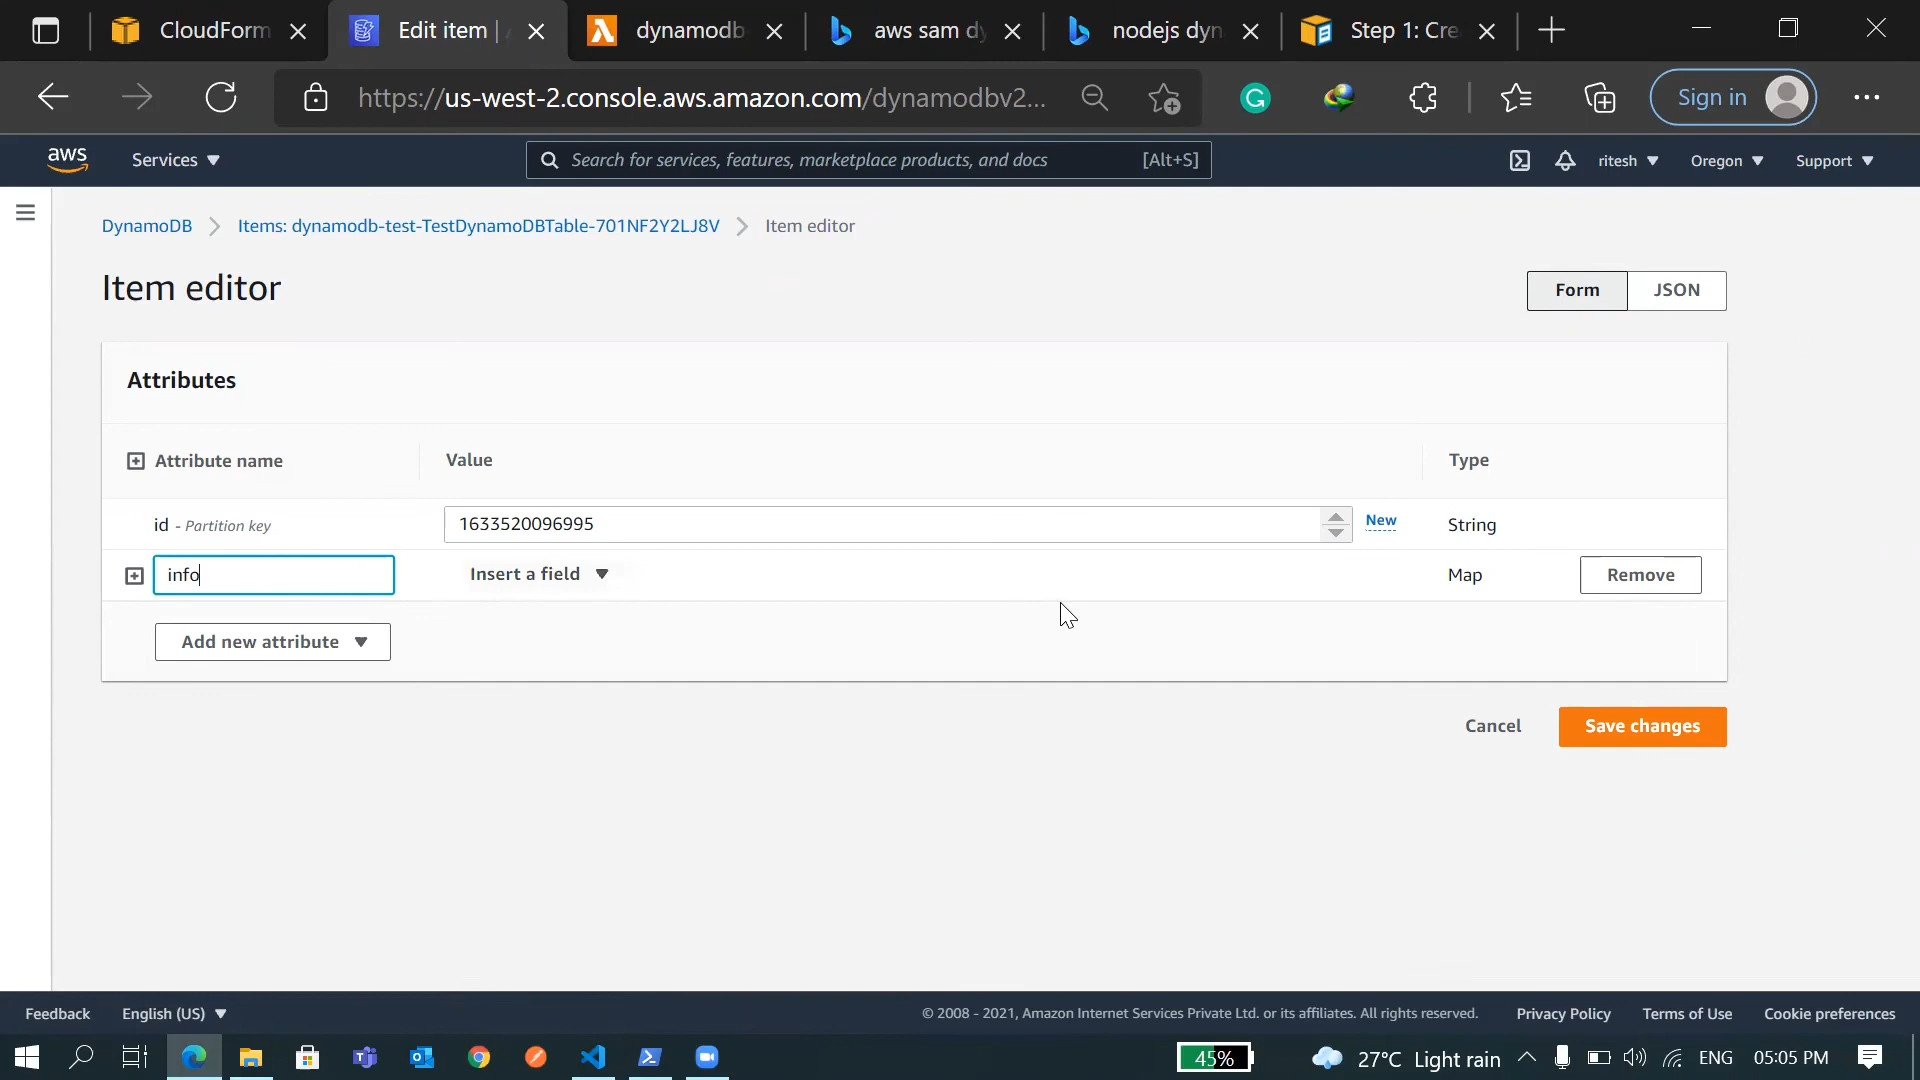 CloudForm
Edit item | A
dynamodb
aws sam dy
nodejs dyn
Step 1: Cre
https://us-west-2.console.aws.amazon.com/dynamodbv2...
Sign in
aws
Services
Search for services, features, marketplace products, and docs [Alt+S]
ritesh
Oregon
Support
DynamoDB
Items: dynamodb-test-TestDynamoDBTable-701NF2Y2LJ8V
Item editor
Item editor
Form
JSON
Attributes
Attribute name
Value
Type
id - Partition key
1633520096995
New
String
info
Insert a field
Map
Remove
Add new attribute
Cancel
Save changes
Feedback
English (US)
© 2008 - 2021, Amazon Internet Services Private Ltd. or its affiliates. All rights reserved.
Privacy Policy
Terms of Use
Cookie preferences
45%
27°C Light rain
ENG
05:05 PM